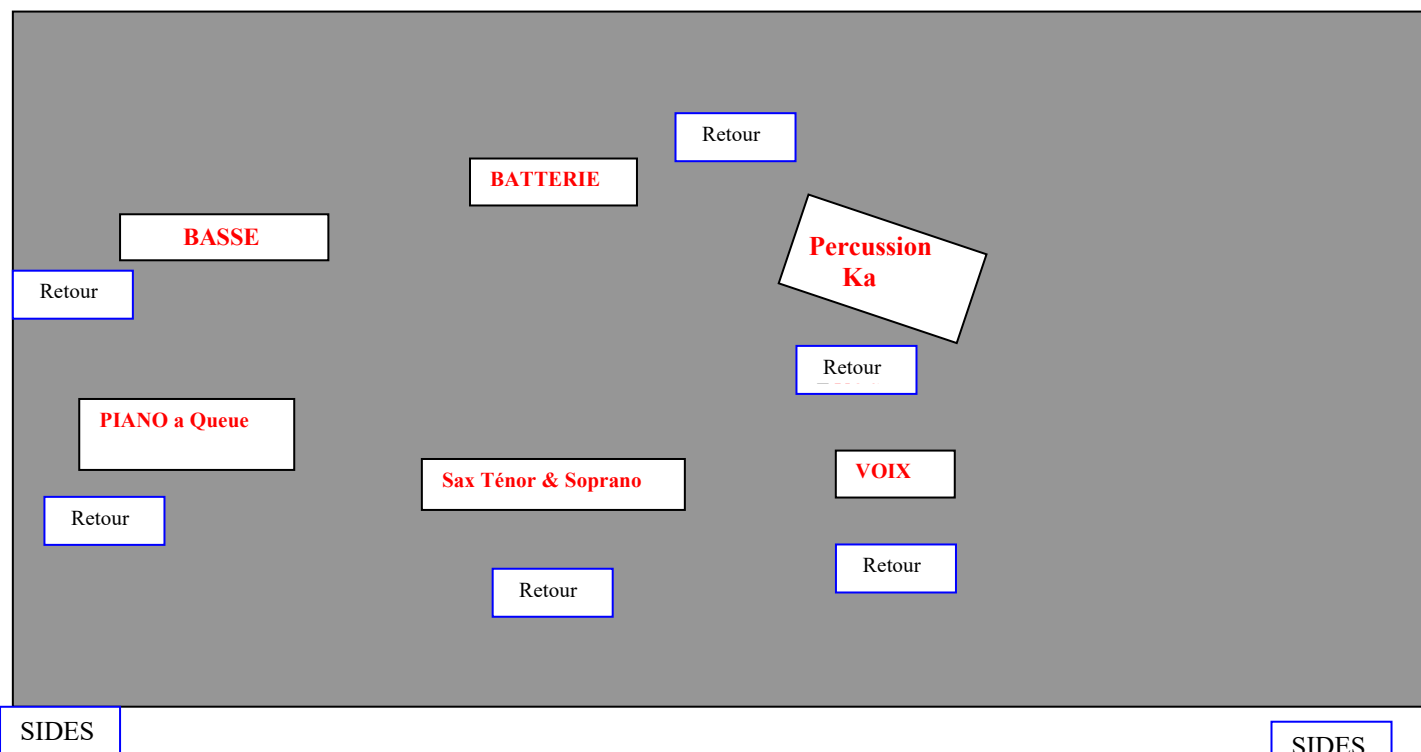 Retour
BATTERIE
BASSE
Percussion
Ka
Retour
Retour
PIANO a Queue
VOIX
Sax Ténor & Soprano
Retour
Retour
Retour
SIDES
SIDES